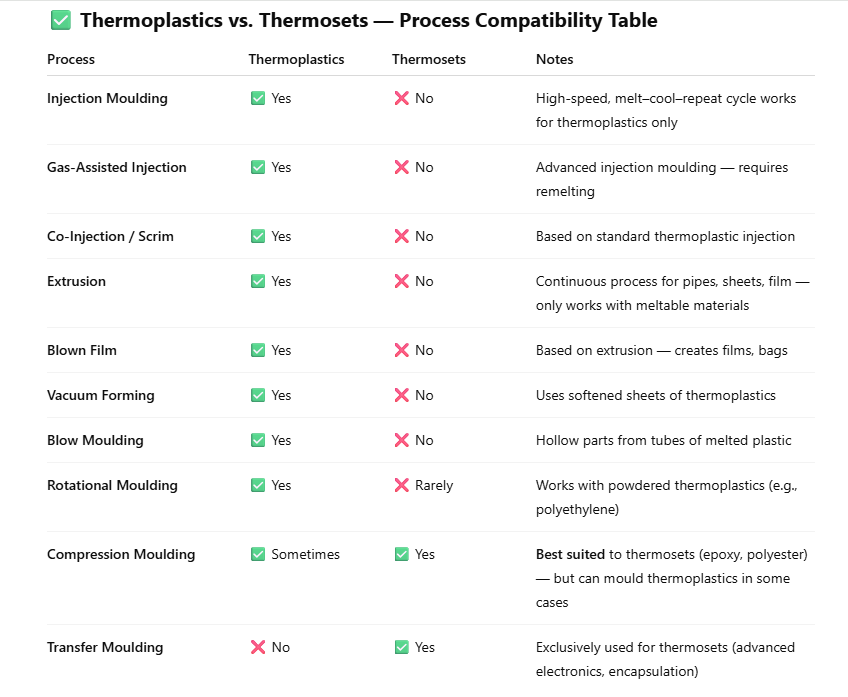 ✅ Thermoplastics vs. Thermosets — Process Compatibility Table
Process Thermoplastics Thermosets Notes
Injection Moulding ✅ Yes ❌ No High-speed, melt–cool–repeat cycle works
for thermoplastics only
Gas-Assisted Injection ✅ Yes ❌ No Advanced injection moulding — requires
remelting
Co-Injection / Scrim ✅ Yes ❌ No Based on standard thermoplastic injection
Extrusion ✅ Yes ❌ No Continuous process for pipes, sheets, film —
only works with meltable materials
Blown Film ✅ Yes ❌ No Based on extrusion — creates films, bags
Vacuum Forming ✅ Yes ❌ No Uses softened sheets of thermoplastics
Blow Moulding ✅ Yes ❌ No Hollow parts from tubes of melted plastic
Rotational Moulding ✅ Yes ❌ Rarely Works with powdered thermoplastics (e.g.,
polyethylene)
Compression Moulding ✅ Sometimes ✅ Yes Best suited to thermosets (epoxy, polyester)
— but can mould thermoplastics in some
cases
Transfer Moulding ❌ No ✅ Yes Exclusively used for thermosets (advanced
electronics, encapsulation)